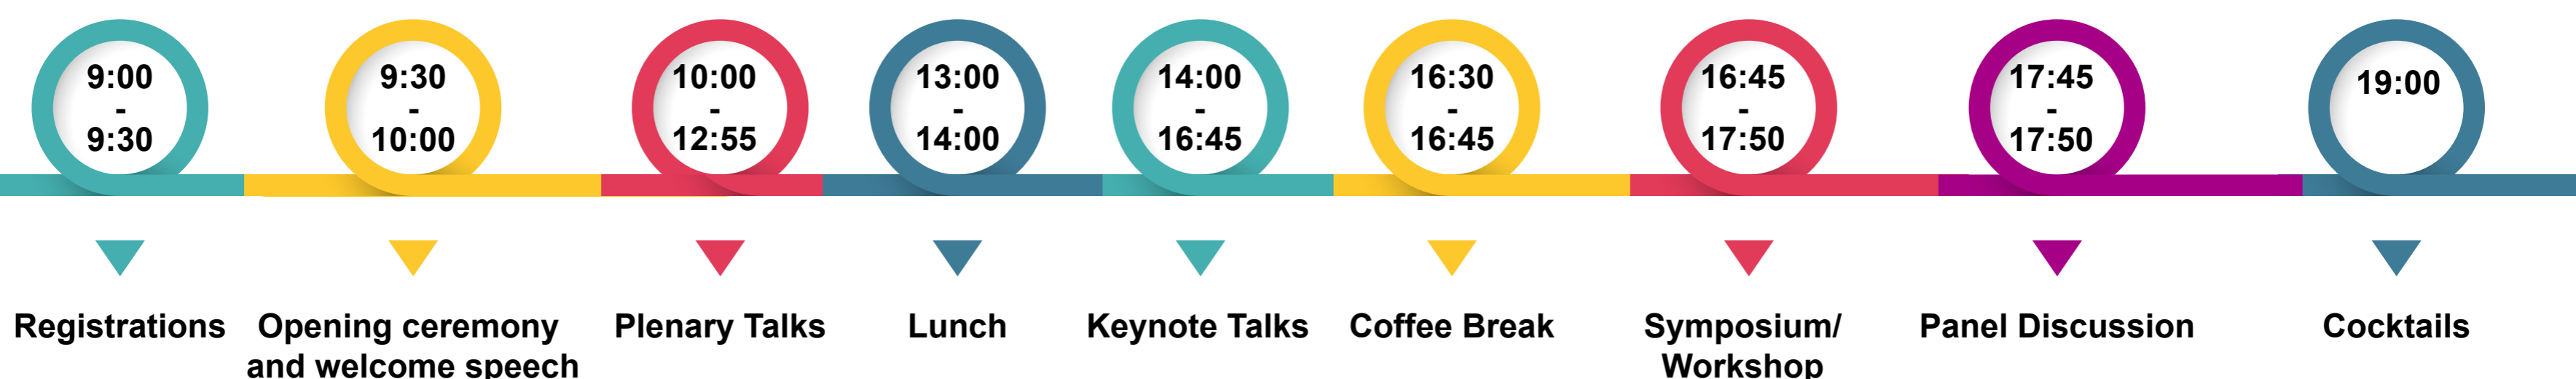 9:00
-
9:30
9:30
-
10:00
10:00
-
12:55
13:00
-
14:00
14:00
-
16:45
16:30
-
16:45
16:45
-
17:50
17:45
-
17:50
19:00
Registrations
Opening ceremony
and welcome speech
Plenary Talks
Lunch
Keynote Talks
Coffee Break
Symposium/
Workshop
Panel Discussion
Cocktails